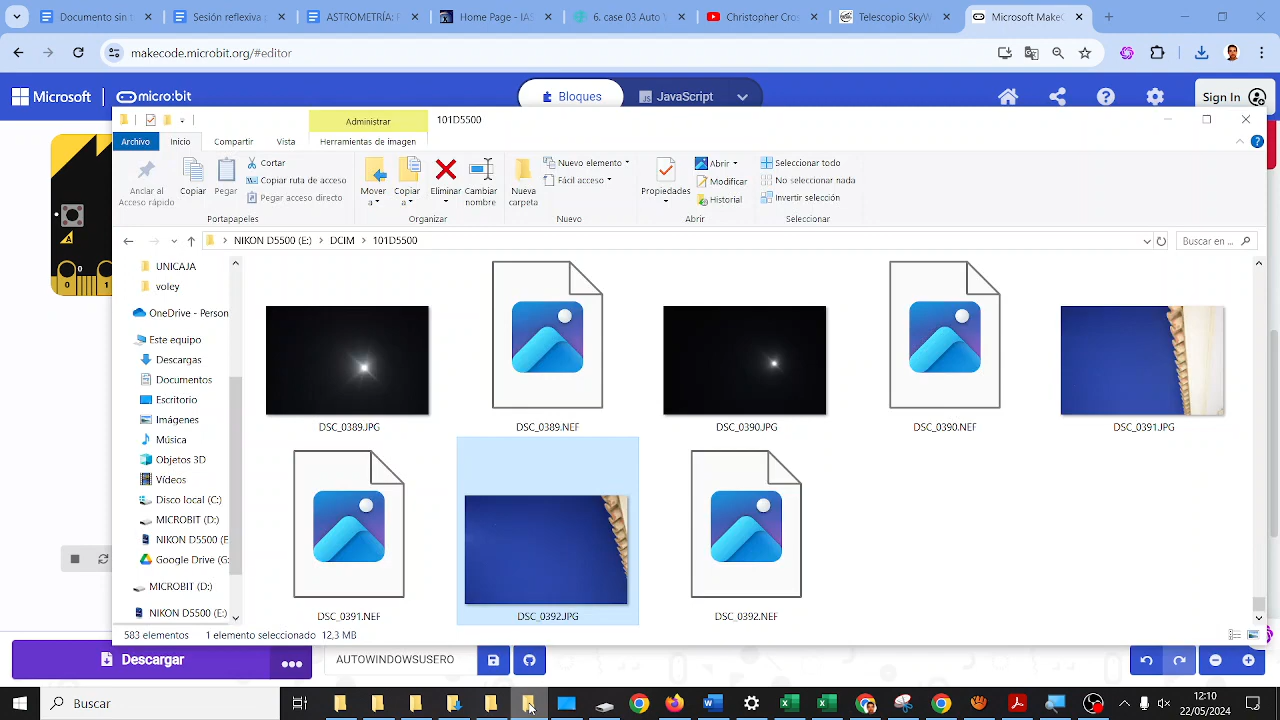 Documento sin t
Sesión reflexiva
ASTROMETRÍA: F
Home Page - IAS
6. case 03 Auto W
Christopher Cros
Telescopio SkyW
Microsoft MakeC
makecode.microbit.org/#editor
Microsoft
micro:bit
Bloques
JavaScript
Sign In
Administrar
101D5500
Archivo
Inicio
Compartir
Vista
Herramientas de imagen
Anclar al
Acceso rápido
Copiar
Pegar
Cortar
Copiar ruta de acceso
Pegar acceso directo
Portapapeles
Mover
a
Copiar
a
Eliminar
Cambiar
nombre
Organizar
Nueva
carpeta
Nuevo elemento
Fácil acceso
Nuevo
Propiedades
Abrir
Modificar
Historial
Abrir
Seleccionar todo
No seleccionar nada
Invertir selección
Seleccionar
NIKON D5500 (E:)
DCIM
101D5500
Buscar en ...
UNICAJA
voley
OneDrive - Person
Este equipo
Descargas
Documentos
Escritorio
Imágenes
Música
Objetos 3D
Vídeos
Disco local (C:)
MICROBIT (D:)
NIKON D5500 (E
Google Drive (G:
MICROBIT (D:)
NIKON D5500 (E:)
DSC_0389.JPG
DSC_0389.NEF
DSC_0390.JPG
DSC_0390.NEF
DSC_0391.JPG
DSC_0391.NEF
DSC_0392.JPG
DSC_0392.NEF
583 elementos
1 elemento seleccionado
12,3 MB
A
0
0
1
Descargar
AUTOWINDOWSUSERO
Buscar
12:10
22/05/2024